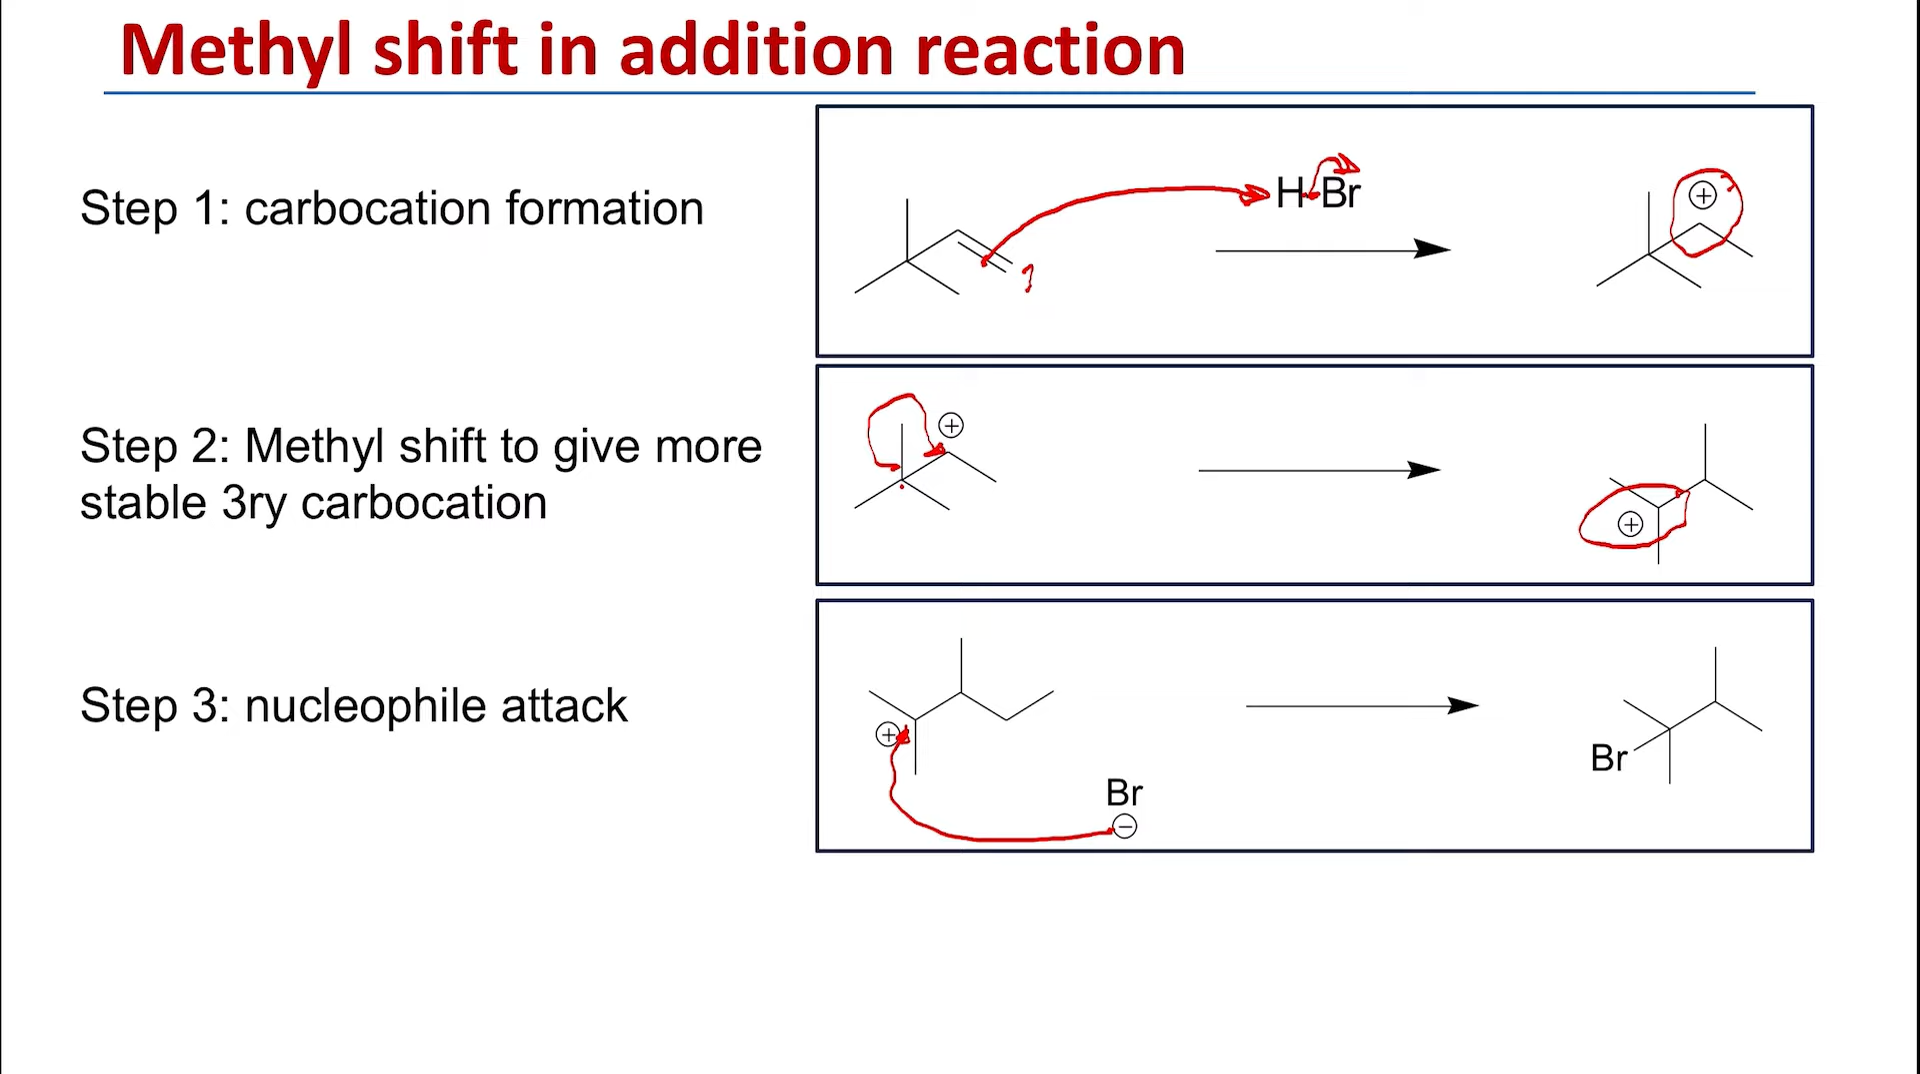 Methyl shift in addition reaction
Step 1: carbocation formation
H-Br
+
Step 2: Methyl shift to give more
stable 3ry carbocation
+
+
Step 3: nucleophile attack
+
Br
−
Br